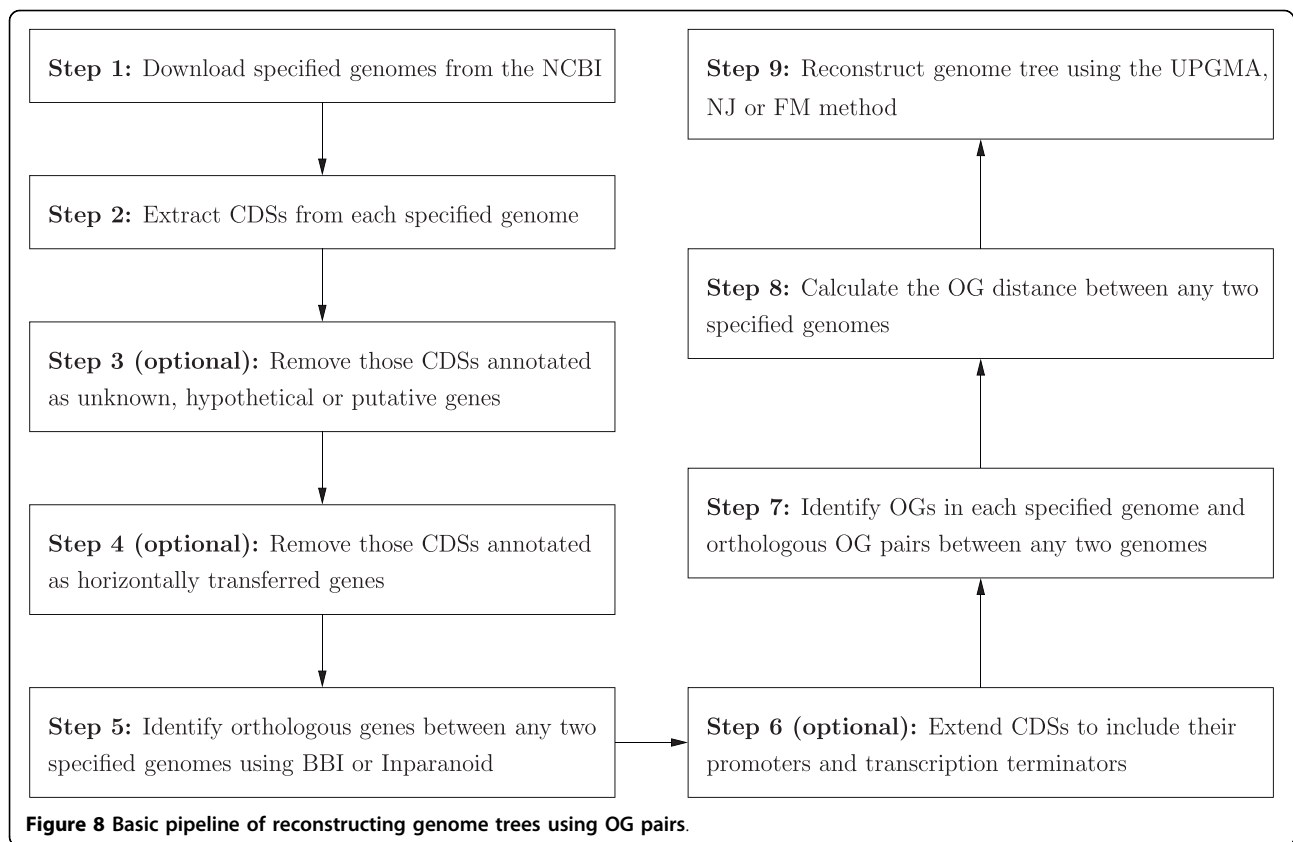 Step 1: Download specified genomes from the NCBI
Step 2: Extract CDSs from each specified genome
Step 3 (optional): Remove those CDSs annotated
as unknown, hypothetical or putative genes
Step 4 (optional): Remove those CDSs annotated
as horizontally transferred genes
Step 5: Identify orthologous genes between any two
specified genomes using BBI or Inparanoid
Step 6 (optional): Extend CDSs to include their
promoters and transcription terminators
Step 7: Identify OGs in each specified genome and
orthologous OG pairs between any two genomes
Step 8: Calculate the OG distance between any two
specified genomes
Step 9: Reconstruct genome tree using the UPGMA,
NJ or FM method
Figure 8 Basic pipeline of reconstructing genome trees using OG pairs.